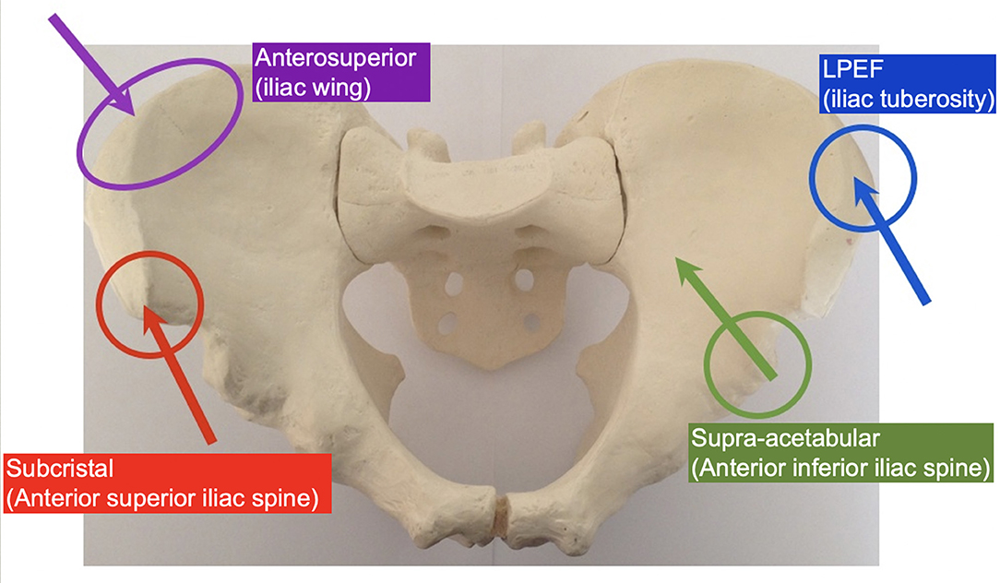 Anterosuperior
(iliac wing)
LPEF
(iliac tuberosity)
Subcristal
(Anterior superior iliac spine)
Supra-acetabular
(Anterior inferior iliac spine)